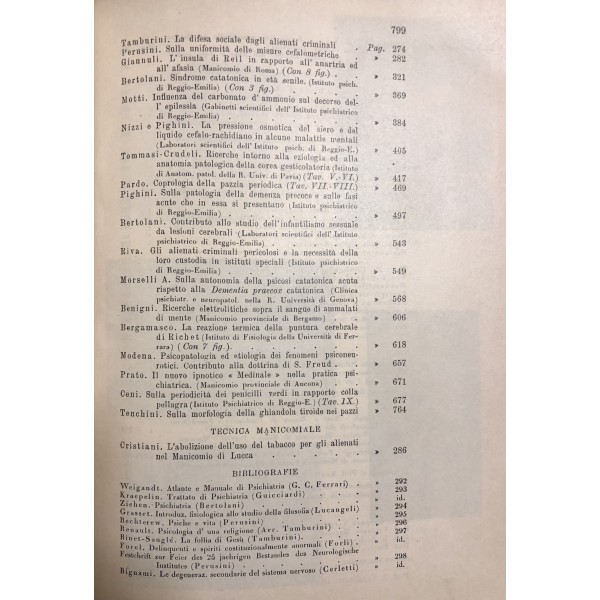 799
Tamburini. La difesa sociale dagli alienati criminali . Pag. 274
Perusini. Sulla uniformità delle misure cefalometriche . » 282
Giannuli. L' insula di Reil in rapporto all' anartria ed
all' afasia (Manicomio di Roma) (Con 8 fig.) . . » 321
Bertolani. Sindrome catatonica in età senile. (Istituto psich.
di Reggio-Emilia) (Con 3 fig.) . . . . » 369
Motti. Influenza del carbonato d' ammonio sul decorso del-
l' epilessia (Gabinetti scientifici dell' Istituto psichiatrico
di Reggio-Emilia) . . . . . » 384
Nizzi e Pighini. La pressione osmotica del siero e del
liquido cefalo-rachidiano in alcune malattie mentali
(Laboratori scientifici dell' Istituto psich. di Reggio-E.) » 405
Tommasi-Crudeli. Ricerche intorno alla eziologia ed alla
anatomia patologica della corea gesticolatoria (Istituto
di Anatom. patol. della R. Univ. di Pavia) (Tav. V.-VI.) » 417
Pardo. Coprologia della pazzia periodica (Tav. VII.-VIII.) » 469
Pighini. Sulla patologia della demenza precoce e sulle fasi
acute che in essa si presentano (Istituto psichiatrico
di Reggio-Emilia) . . . . . » 497
Bertolani. Contributo allo studio dell'infantilismo sessuale
da lesioni cerebrali (Laboratori scientifici dell' Istituto
psichiatrico di Reggio-Emilia) . . . . » 543
Riva. Gli alienati criminali pericolosi e la necessità della
loro custodia in istituti speciali (Istituto psichiatrico
di Reggio-Emilia) . . . . . » 549
Morselli A. Sulla autonomia della psicosi catatonica acuta
rispetto alla Dementia praecox catatonica (Clinica
psichiatr. e neuropatol. nella R. Università di Genova) » 568
Benigni. Ricerche elettrolitiche sopra il sangue di ammalati
di mente (Manicomio provinciale di Bergamo) . . » 606
Bergamasco. La reazione termica della puntura cerebrale
di Richet (Istituto di Fisiologia della Università di Fer-
rara) (Con 7 fig.) . . . . . » 618
Modena. Psicopatologia ed etiologia dei fenomeni psiconeu-
rotici. Contributo alla dottrina di S. Freud . . » 657
Prato. Il nuovo ipnotico « Medinale » nella pratica psi-
chiatrica. (Manicomio provinciale di Ancona) . . » 671
Ceni. Sulla periodicità dei penicilli verdi in rapporto colla
pellagra (Istituto Psichiatrico di Reggio-E.) (Tav. IX.) » 677
Tenchini. Sulla morfologia della ghiandola tiroide nei pazzi » 764
TECNICA MANICOMIALE
Cristiani. L'abolizione dell'uso del tabacco per gli alienati
nel Manicomio di Lucca . . . . . » 286
BIBLIOGRAFIE
Weigandt. Atlante e Manuale di Psichiatria (G. C. Ferrari) . » 292
Kraepelin. Trattato di Psichiatria (Guicciardi) . . » 293
Ziehen. Psichiatria (Bertolani) . . . . » id.
Grasset. Introduz. fisiologica allo studio della filosofia (Lucangeli) » 294
Bechterew. Psiche e vita (Perusini) . . . » 295
Renault. Psicologia d' una religione (Arr. Tamburini) . » 296
Binet-Sanglé. La follia di Gesù (Tamburini) . . » 297
Forel. Delinquenti e spiriti costituzionalmente anormali (Forli) . » id.
Festschrift zur Feier des 25 jaehrigen Bestandes des Neurologische
Institutes (Perusini) . . . . . » 298
Bignami. Le degeneraz. secondarie del sistema nervoso (Cerletti) » id.